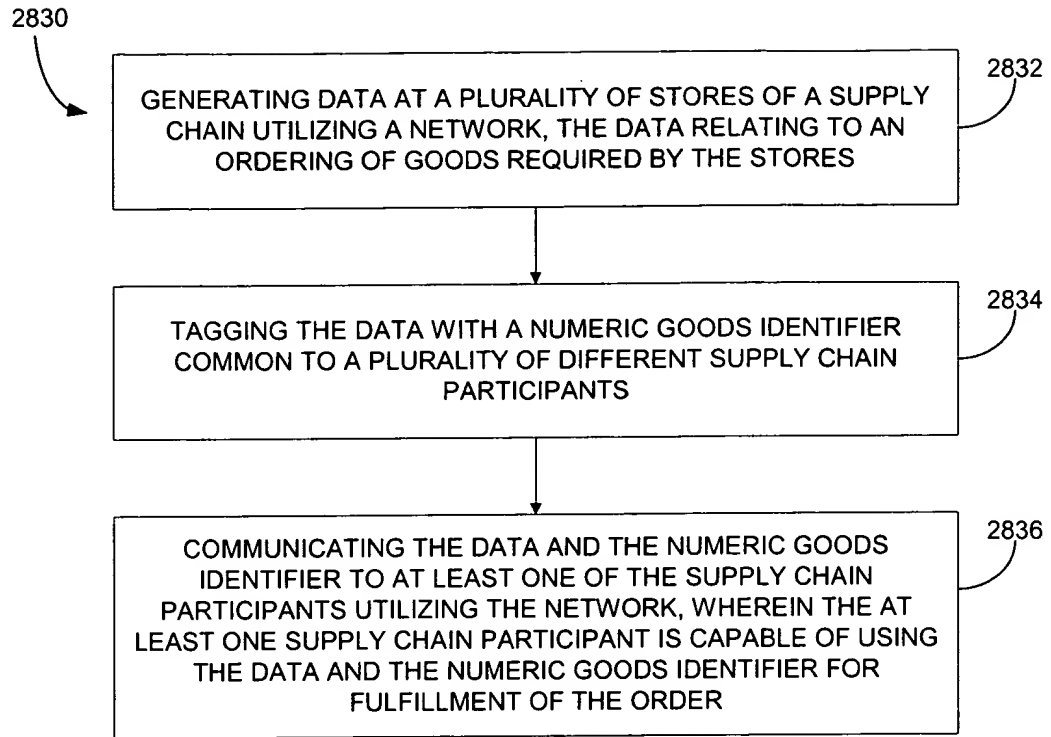 2830
2832
GENERATING DATA AT A PLURALITY OF STORES OF A SUPPLY
CHAIN UTILIZING A NETWORK, THE DATA RELATING TO AN
ORDERING OF GOODS REQUIRED BY THE STORES
2834
TAGGING THE DATA WITH A NUMERIC GOODS IDENTIFIER
COMMON TO A PLURALITY OF DIFFERENT SUPPLY CHAIN
PARTICIPANTS
2836
COMMUNICATING THE DATA AND THE NUMERIC GOODS
IDENTIFIER TO AT LEAST ONE OF THE SUPPLY CHAIN
PARTICIPANTS UTILIZING THE NETWORK, WHEREIN THE AT
LEAST ONE SUPPLY CHAIN PARTICIPANT IS CAPABLE OF USING
THE DATA AND THE NUMERIC GOODS IDENTIFIER FOR
FULFILLMENT OF THE ORDER